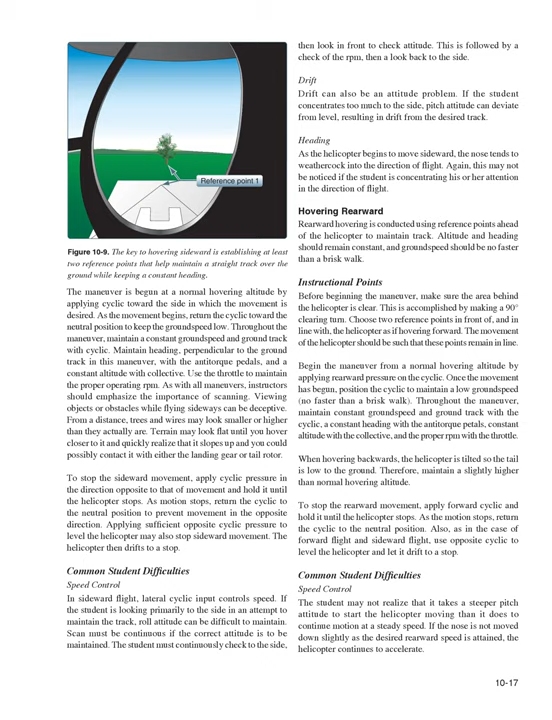 Reference point 1
Figure 10-9. The key to hovering sideward is establishing at least
two reference points that help maintain a straight track over the
ground while keeping a constant heading.
The maneuver is begun at a normal hovering altitude by
applying cyclic toward the side in which the movement is
desired. As the movement begins, return the cyclic toward the
neutral position to keep the groundspeed low. Throughout the
maneuver, maintain a constant groundspeed and ground track
with cyclic. Maintain heading, perpendicular to the ground
track in this maneuver, with the antitorque pedals, and a
constant altitude with collective. Use the throttle to maintain
the proper operating rpm. As with all maneuvers, instructors
should emphasize the importance of scanning. Viewing
objects or obstacles while flying sideways can be deceptive.
From a distance, trees and wires may look smaller or higher
than they actually are. Terrain may look flat until you hover
closer to it and quickly realize that it slopes up and you could
possibly contact it with either the landing gear or tail rotor.
To stop the sideward movement, apply cyclic pressure in
the direction opposite to that of movement and hold it until
the helicopter stops. As motion stops, return the cyclic to
the neutral position to prevent movement in the opposite
direction. Applying sufficient opposite cyclic pressure to
level the helicopter may also stop sideward movement. The
helicopter then drifts to a stop.
Common Student Difficulties
Speed Control
In sideward flight, lateral cyclic input controls speed. If
the student is looking primarily to the side in an attempt to
maintain the track, roll attitude can be difficult to maintain.
Scan must be continuous if the correct attitude is to be
maintained. The student must continuously check to the side,
then look in front to check attitude. This is followed by a
check of the rpm, then a look back to the side.
Drift
Drift can also be an attitude problem. If the student
concentrates too much to the side, pitch attitude can deviate
from level, resulting in drift from the desired track.
Heading
As the helicopter begins to move sideward, the nose tends to
weathercock into the direction of flight. Again, this may not
be noticed if the student is concentrating his or her attention
in the direction of flight.
Hovering Rearward
Rearward hovering is conducted using reference points ahead
of the helicopter to maintain track. Altitude and heading
should remain constant, and groundspeed should be no faster
than a brisk walk.
Instructional Points
Before beginning the maneuver, make sure the area behind
the helicopter is clear. This is accomplished by making a 90°
clearing turn. Choose two reference points in front of, and in
line with, the helicopter as if hovering forward. The movement
of the helicopter should be such that these points remain in line.
Begin the maneuver from a normal hovering altitude by
applying rearward pressure on the cyclic. Once the movement
has begun, position the cyclic to maintain a low groundspeed
(no faster than a brisk walk). Throughout the maneuver,
maintain constant groundspeed and ground track with the
cyclic, a constant heading with the antitorque pedals, constant
altitude with the collective, and the proper rpm with the throttle.
When hovering backwards, the helicopter is tilted so the tail
is low to the ground. Therefore, maintain a slightly higher
than normal hovering altitude.
To stop the rearward movement, apply forward cyclic and
hold it until the helicopter stops. As the motion stops, return
the cyclic to the neutral position. Also, as in the case of
forward flight and sideward flight, use opposite cyclic to
level the helicopter and let it drift to a stop.
Common Student Difficulties
Speed Control
The student may not realize that it takes a steeper pitch
attitude to start the helicopter moving than it does to
continue motion at a steady speed. If the nose is not moved
down slightly as the desired rearward speed is attained, the
helicopter continues to accelerate.
10-17